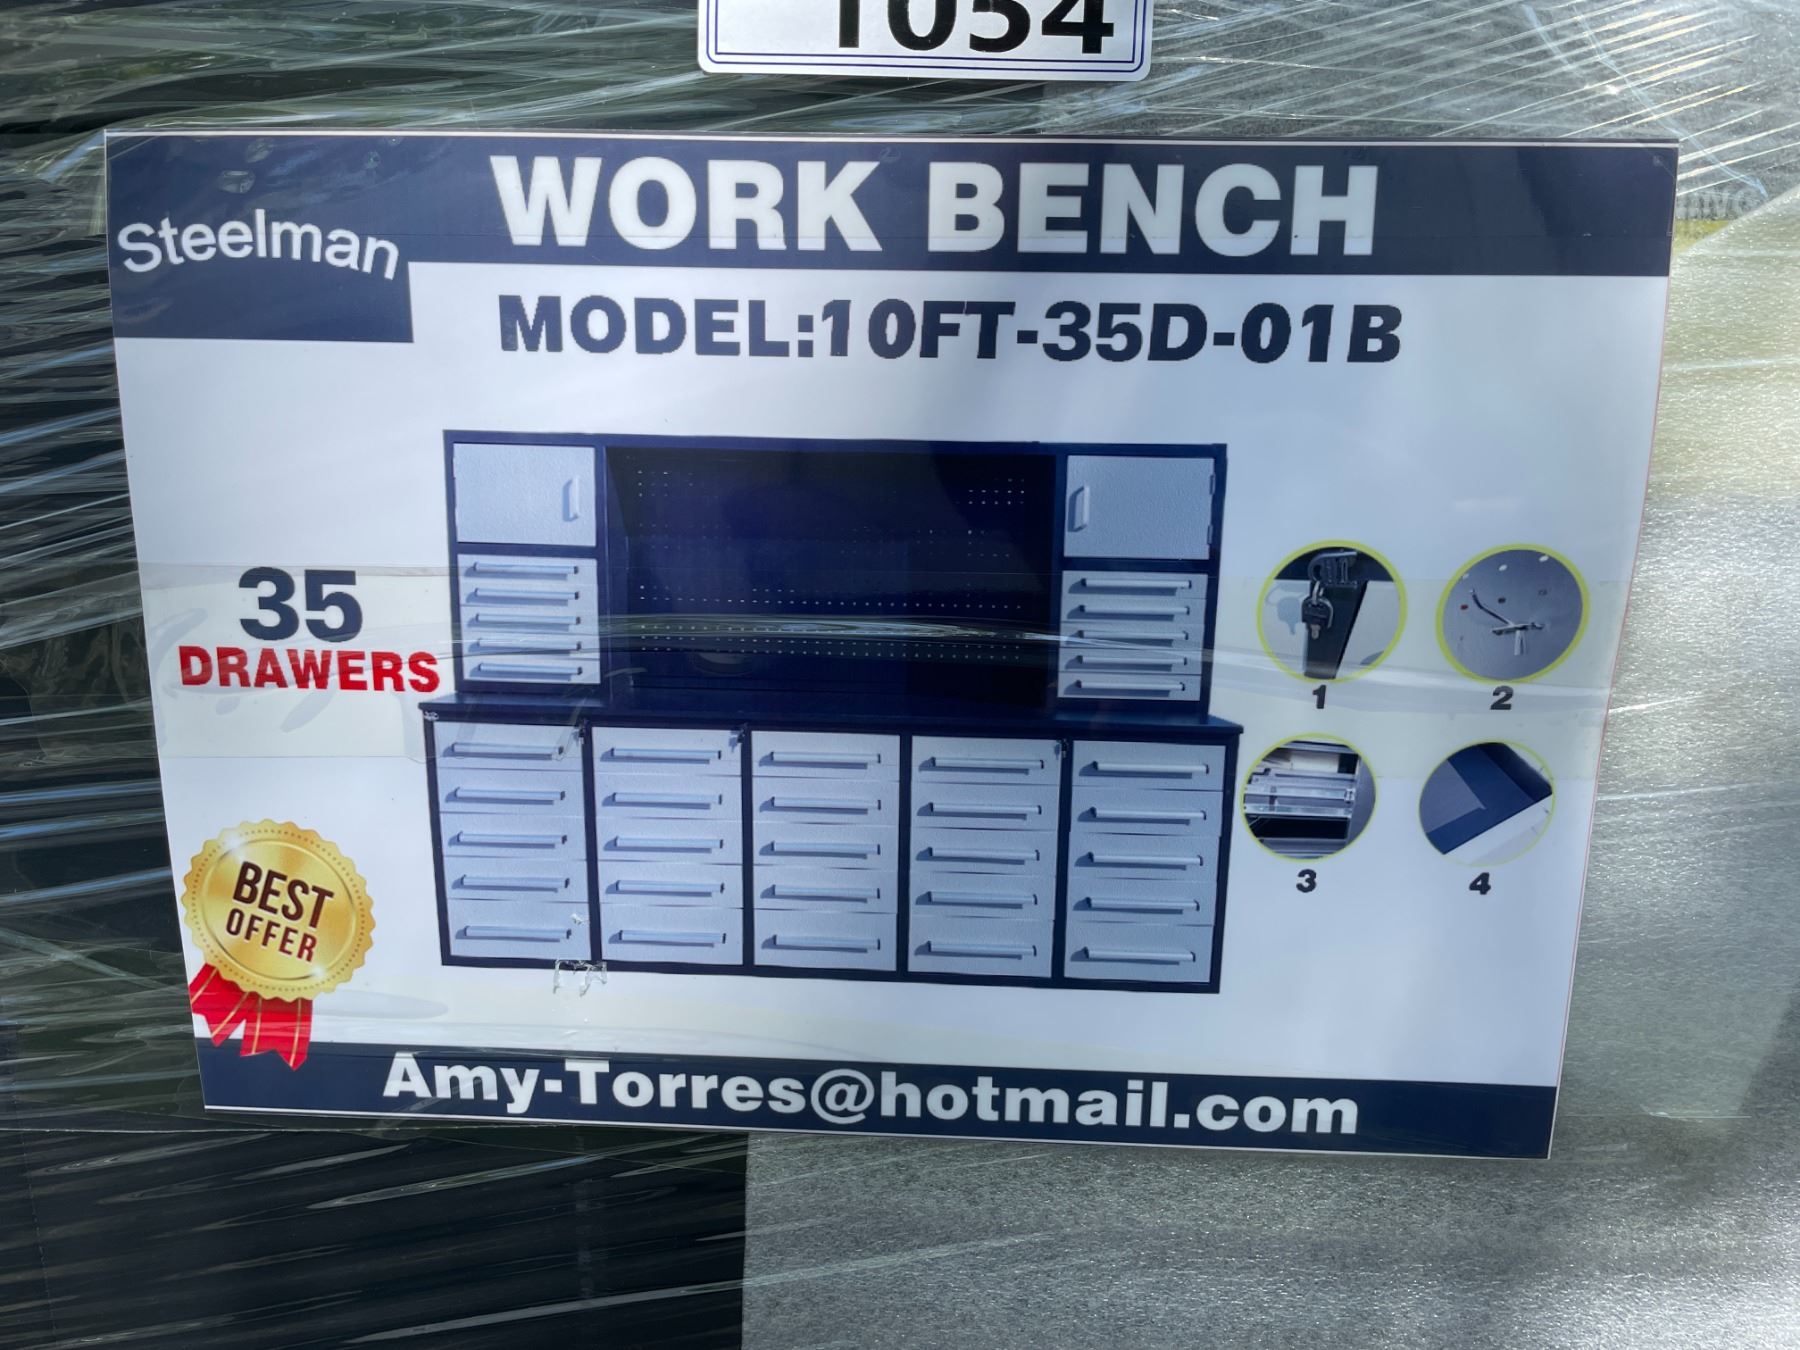 1054
WORK BENCH
Steelman
MODEL:10FT-35D-01B
35
DRAWERS
1
2
3
4
BEST
OFFER
Amy-Torres@hotmail.com